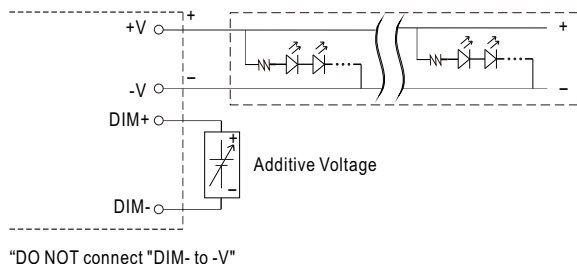 +V
+
+
-V
−
−
DIM+
+
Additive Voltage
−
DIM-
“DO NOT connect "DIM- to -V"